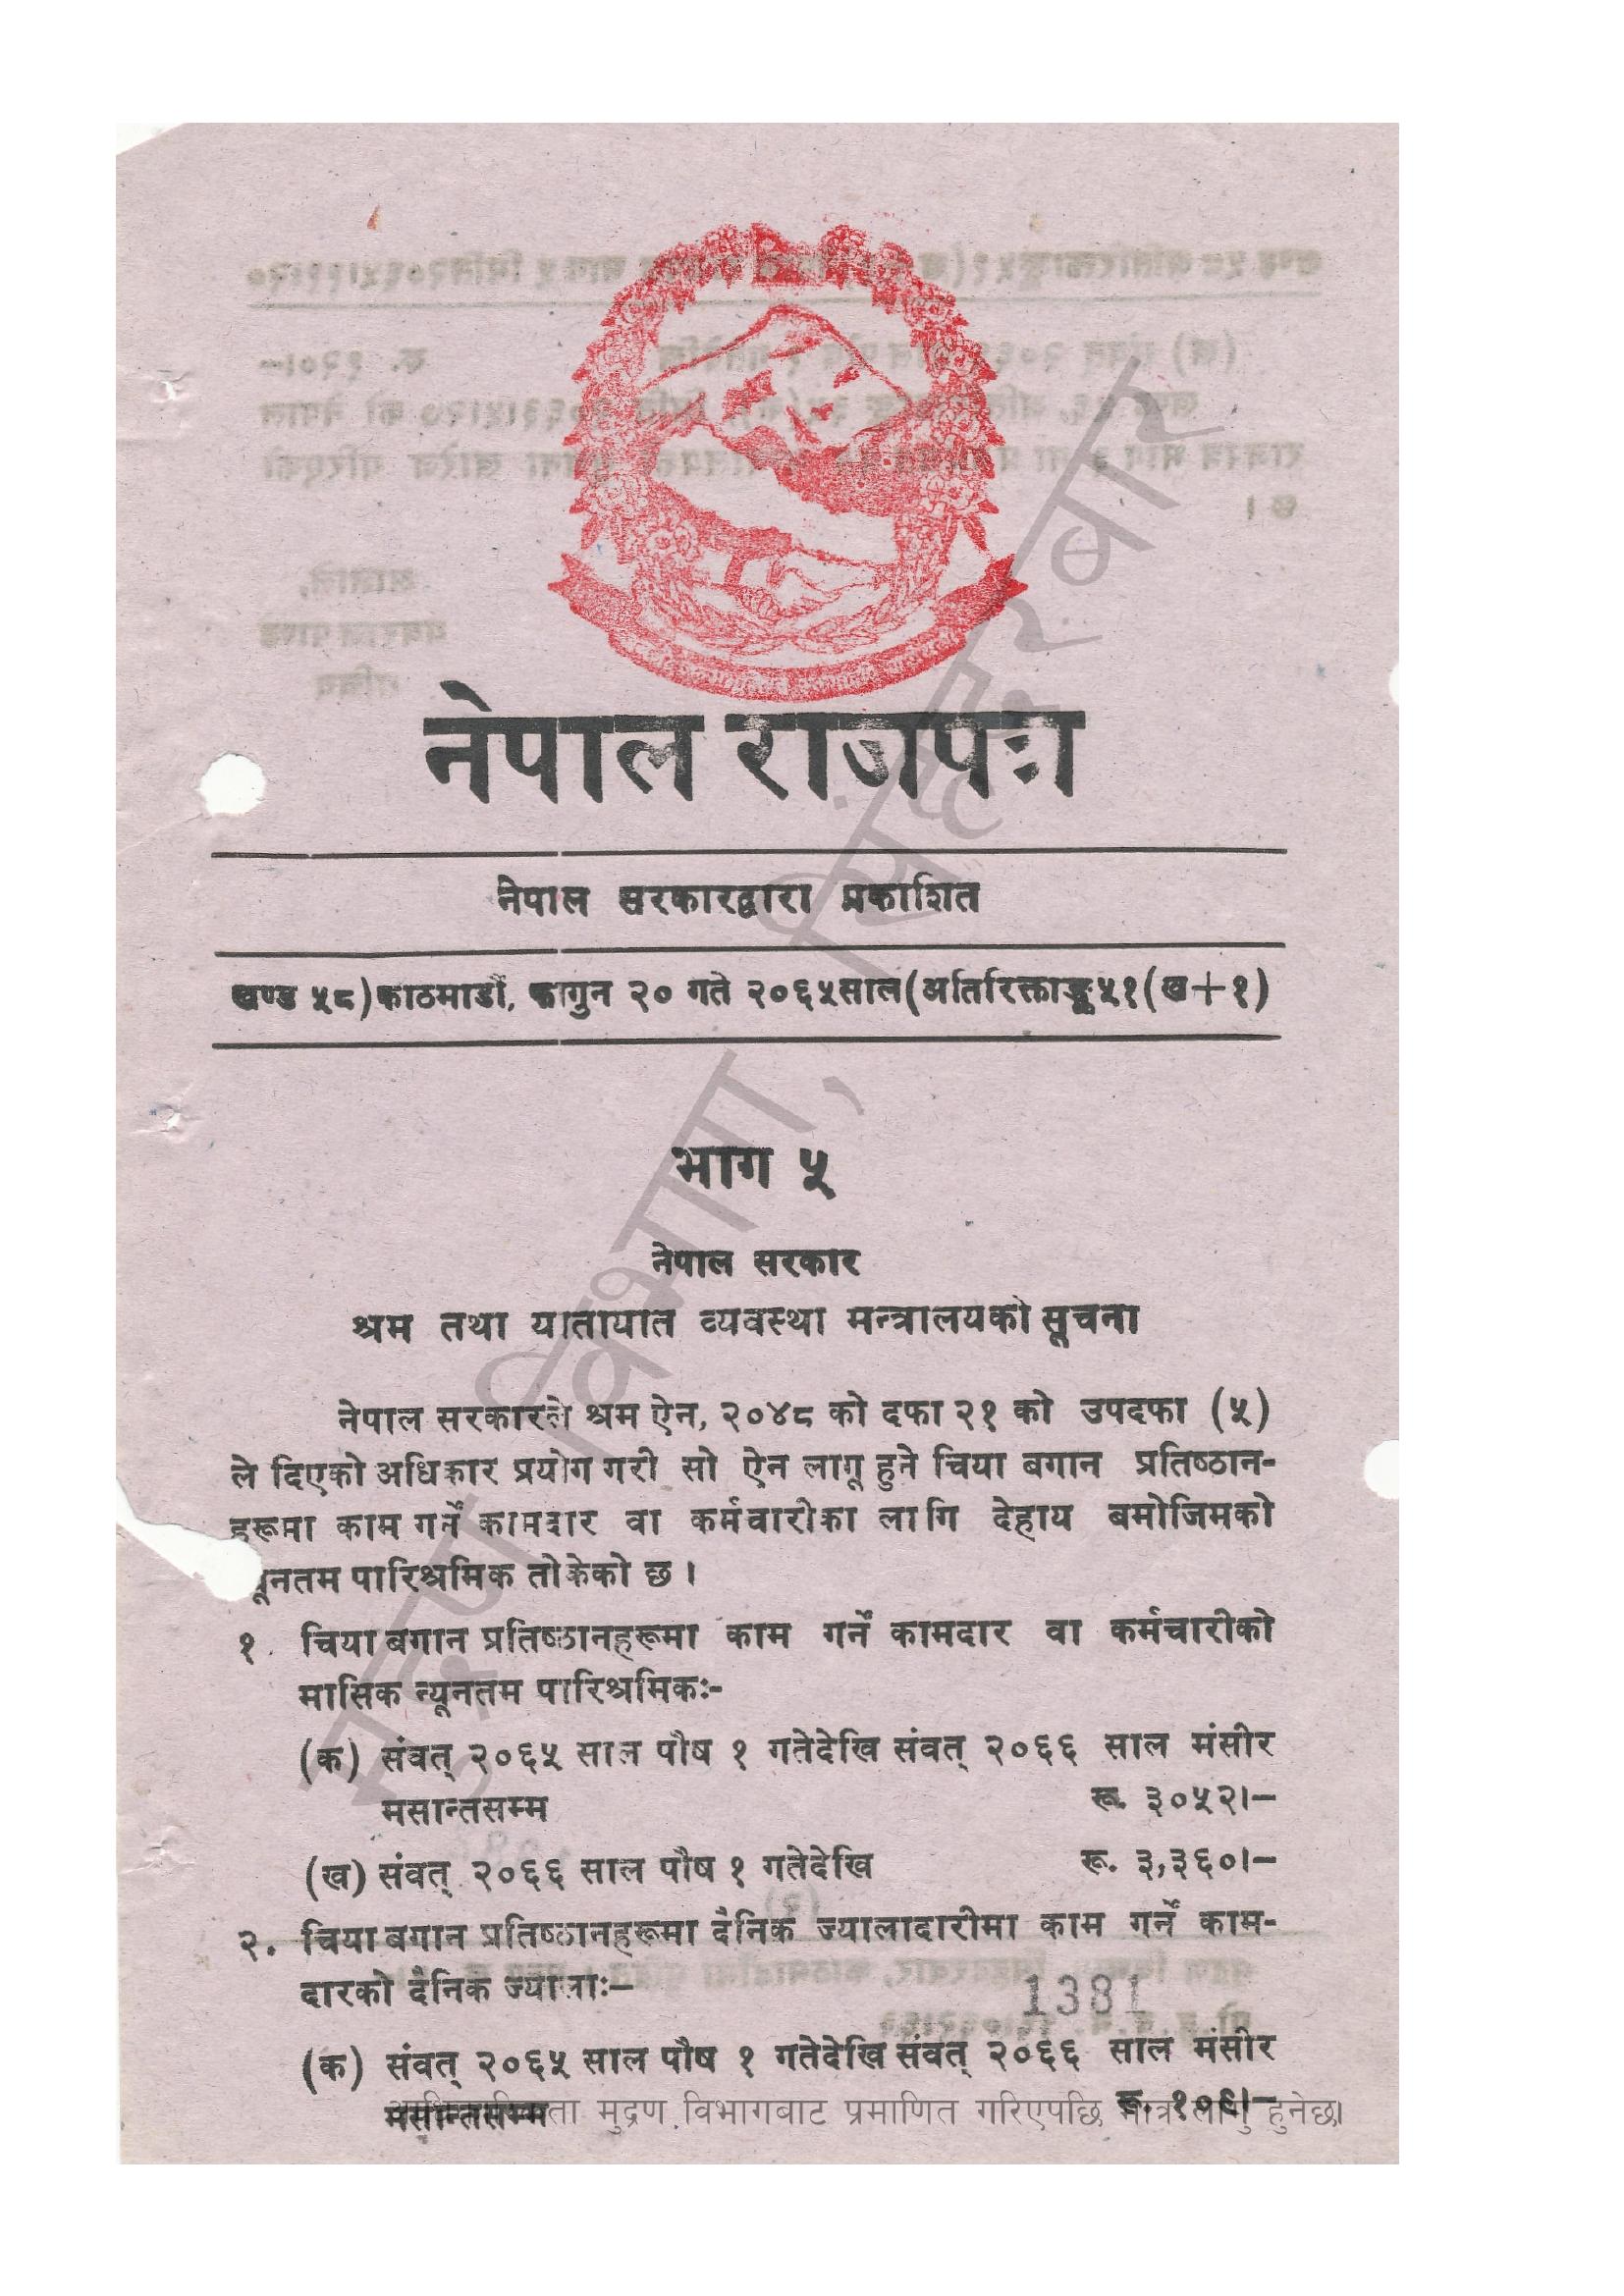 नेपाल राजपत्र
नेपाल सरकारद्वारा प्रकाशित
खण्ड ५८) काठमाडौं, फागुन २० गते २०६५ साल (अतिरिक्ताङ्क ५१ (ख+१)
भाग ५
नेपाल सरकार
श्रम तथा यातायात व्यवस्था मन्त्रालयको सूचना
नेपाल सरकारले श्रम ऐन, २०४८ को दफा २१ को उपदफा (५)
ले दिएको अधिकार प्रयोग गरी सो ऐन लागू हुने चिया बगान प्रतिष्ठान-
हरूमा काम गर्ने कामदार वा कर्मचारीका लागि देहाय बमोजिमको
न्यूनतम पारिश्रमिक तोकेको छ ।
१. चिया बगान प्रतिष्ठानहरूमा काम गर्ने कामदार वा कर्मचारीको
मासिक न्यूनतम पारिश्रमिकः-
(क) संवत् २०६५ साल पौष १ गतेदेखि संवत् २०६६ साल मंसीर
मसान्तसम्म रू. ३०५२।–
(ख) संवत् २०६६ साल पौष १ गतेदेखि रू. ३,३६०।–
२. चिया बगान प्रतिष्ठानहरूमा दैनिक ज्यालादारीमा काम गर्ने काम-
दारको दैनिक ज्यालाः–
1381
(क) संवत् २०६५ साल पौष १ गतेदेखि संवत् २०६६ साल मंसीर
मसान्तसम्म रू. १०९।–
मुद्रण विभागबाट प्रमाणित गरिएपछि मात्र लागु हुनेछ।
मुद्रण विभाग, सिंहदरबार